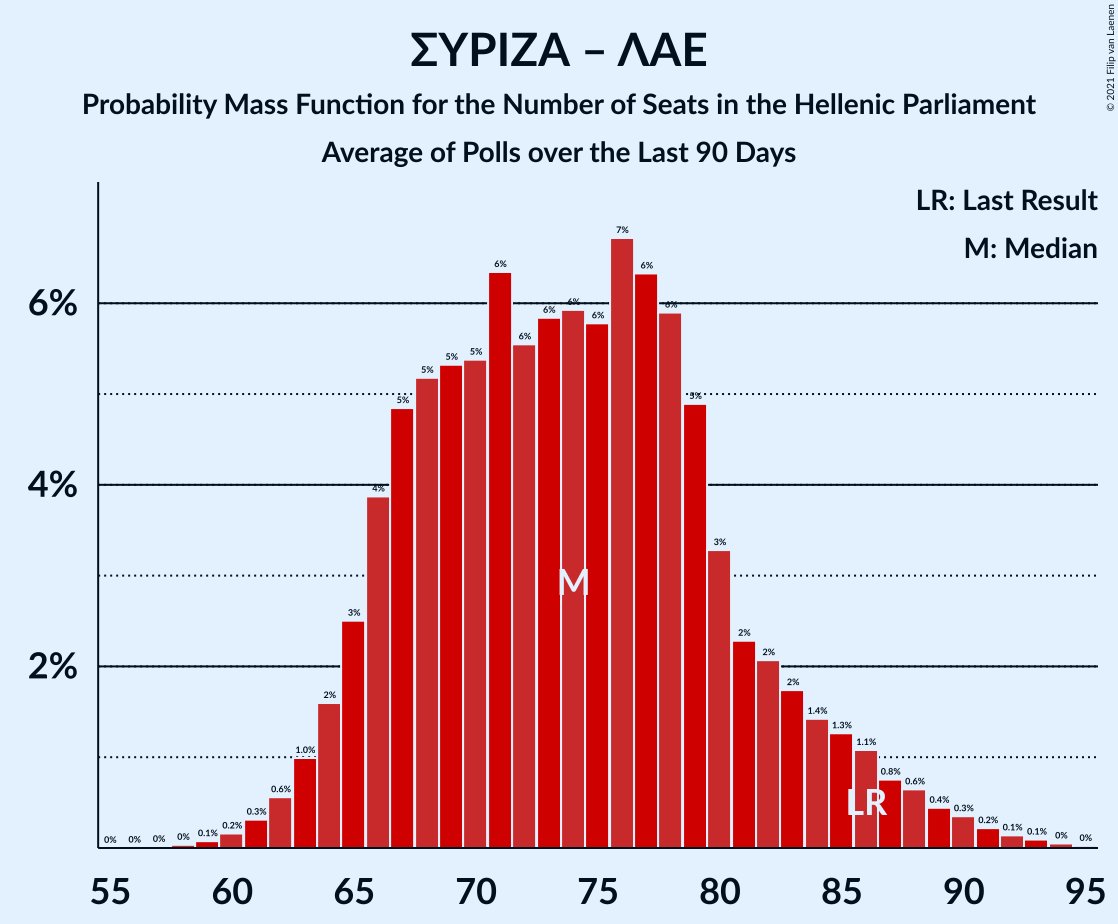 ΣΥΡΙΖΑ – ΛΑΕ
Probability Mass Function for the Number of Seats in the Hellenic Parliament
Average of Polls over the Last 90 Days
© 2021 Filip van Laenen
LR: Last Result
M: Median
6%
4%
2%
0% 0% 0% 0% 0.1% 0.2% 0.3% 0.6% 1.0% 2% 3% 4% 5% 5% 5% 5% 6% 6% 6% 6% 6% 7% 6% 6% 5% 3% 2% 2% 2% 1.4% 1.3% 1.1% 0.8% 0.6% 0.4% 0.3% 0.2% 0.1% 0.1% 0% 0%
M
LR
55 60 65 70 75 80 85 90 95